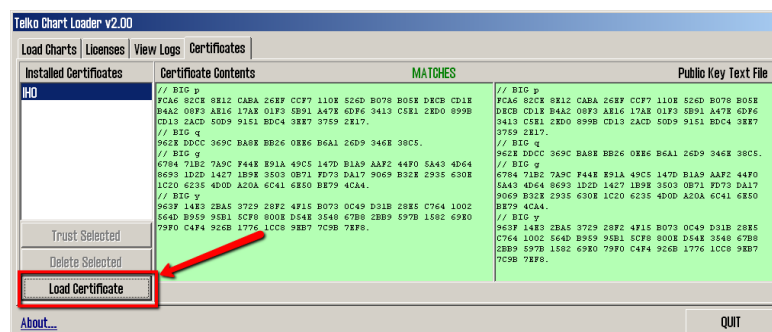 Telko Chart Loader v2.00
Load Charts Licenses View Logs Certificates
Installed Certificates Certificate Contents MATCHES Public Key Text File
IHO
// BIG p
FCA6 82CE 8E12 CABA 26EF CCF7 110E 526D B078 B05E DECB CD1E
B4A2 08F3 AE16 17AE 01F3 5B91 A47E 6DF6 3413 C5E1 2ED0 899B
CD13 2ACD 50D9 9151 BDC4 3EE7 3759 2E17.
// BIG q
962E DDCC 369C BA8E BB26 0EE6 B6A1 26D9 346E 38C5.
// BIG g
6784 71B2 7A9C F44E E91A 49C5 147D B1A9 AAF2 44F0 5A43 4D64
8693 1D2D 1427 1B9E 3503 0B71 FD73 DA17 9069 B32E 2935 630E
1C20 6235 4D0D A20A 6C41 6E50 BE79 4CA4.
// BIG y
963F 14E3 2BA5 3729 28F2 4F15 B073 0C49 D31B 28E5 C764 1002
564D B959 95B1 5CF8 800E D54E 3548 67B8 2BB9 597B 1582 69E0
79F0 C4F4 926B 1776 1CC8 9EB7 7C9B 7EF8.
// BIG p
FCA6 82CE 8E12 CABA 26EF CCF7 110E 526D B078 B05E
DECB CD1E B4A2 08F3 AE16 17AE 01F3 5B91 A47E 6DF6
3413 C5E1 2ED0 899B CD13 2ACD 50D9 9151 BDC4 3EE7
3759 2E17.
// BIG q
962E DDCC 369C BA8E BB26 0EE6 B6A1 26D9 346E 38C5.
// BIG g
6784 71B2 7A9C F44E E91A 49C5 147D B1A9 AAF2 44F0
5A43 4D64 8693 1D2D 1427 1B9E 3503 0B71 FD73 DA17
9069 B32E 2935 630E 1C20 6235 4D0D A20A 6C41 6E50
BE79 4CA4.
// BIG y
963F 14E3 2BA5 3729 28F2 4F15 B073 0C49 D31B 28E5
C764 1002 564D B959 95B1 5CF8 800E D54E 3548 67B8
2BB9 597B 1582 69E0 79F0 C4F4 926B 1776 1CC8 9EB7
7C9B 7EF8.
Trust Selected
Delete Selected
Load Certificate
About...
QUIT